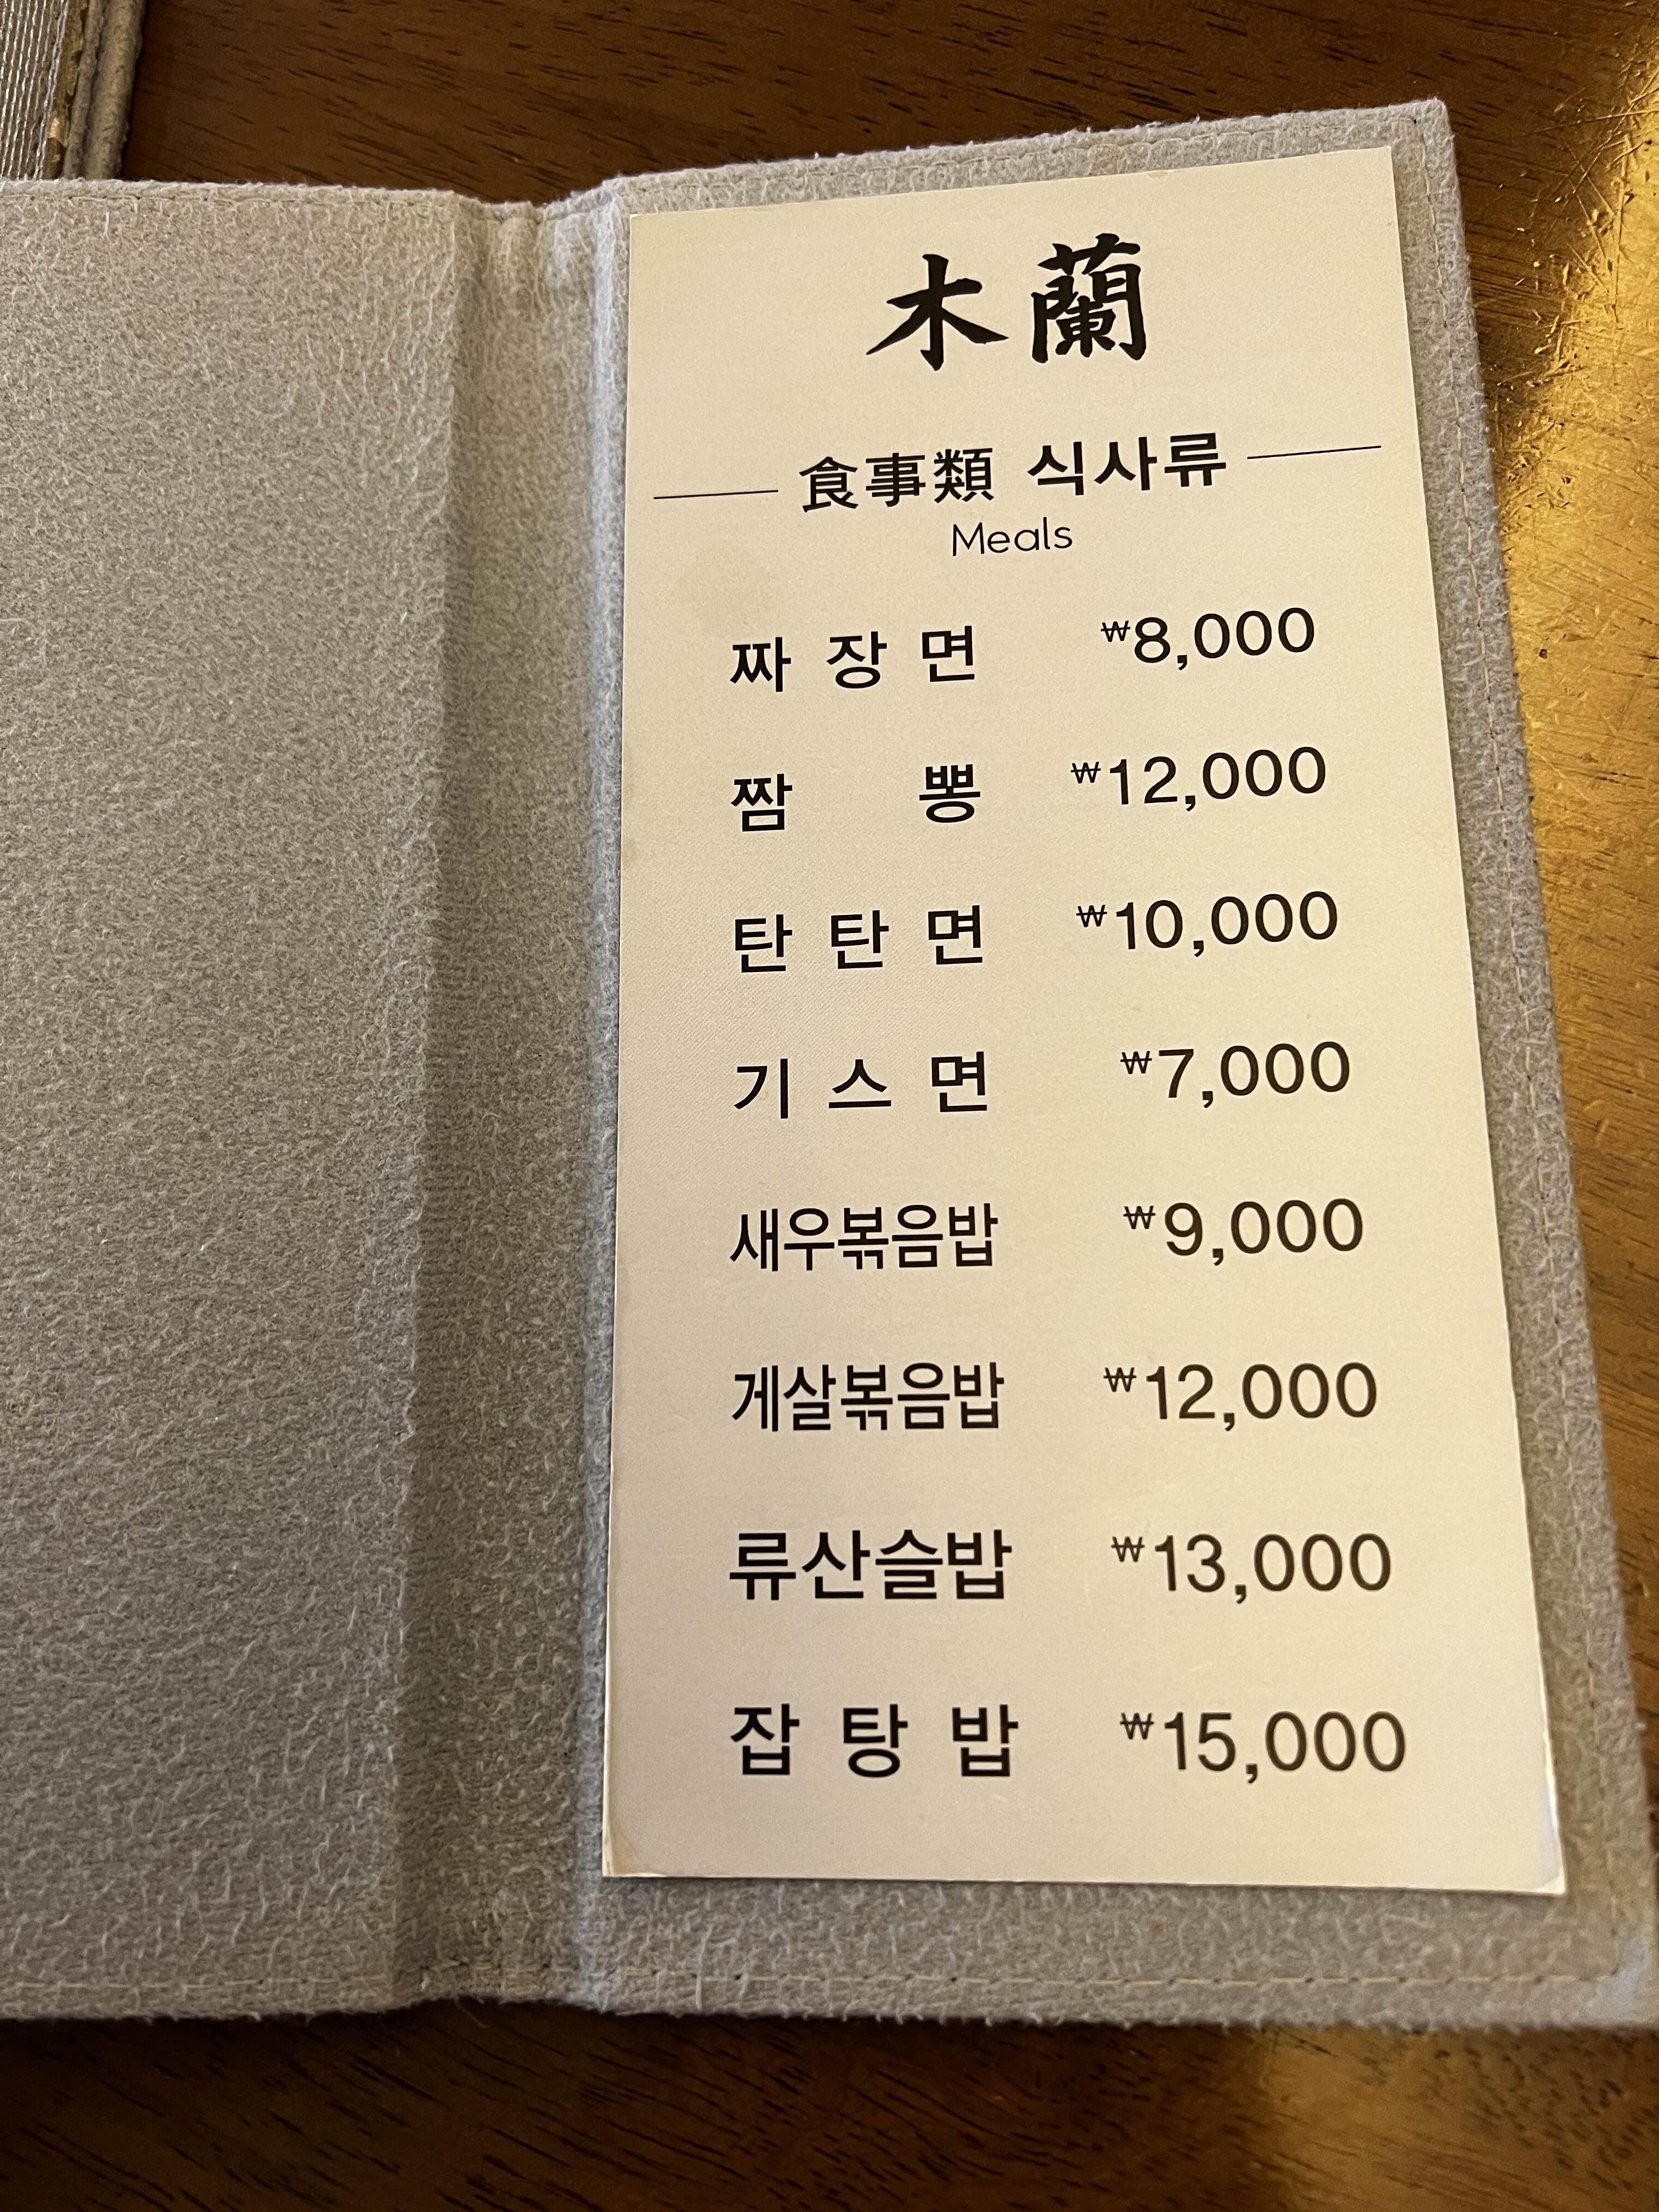 木蘭
食事類 식사류
Meals
짜장면 ₩8,000
짬뽕 ₩12,000
탄탄면 ₩10,000
기스면 ₩7,000
새우볶음밥 ₩9,000
게살볶음밥 ₩12,000
류산슬밥 ₩13,000
잡탕밥 ₩15,000